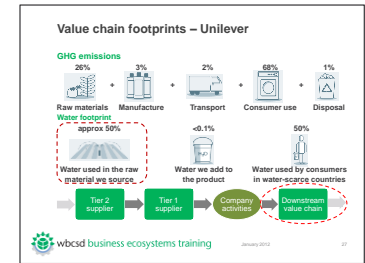 Value chain footprints – Unilever
GHG emissions
26% 3% 2% 68% 1%
+ + + +
Raw materials Manufacture Transport Consumer use Disposal
Water footprint
approx 50% <0.1% 50%
H₂O
Water used in the raw material we source
Water we add to the product
Water used by consumers in water-scarce countries
Tier 2 supplier
Tier 1 supplier
Company activities
Downstream value chain
wbcsd business ecosystems training
January 2013
37